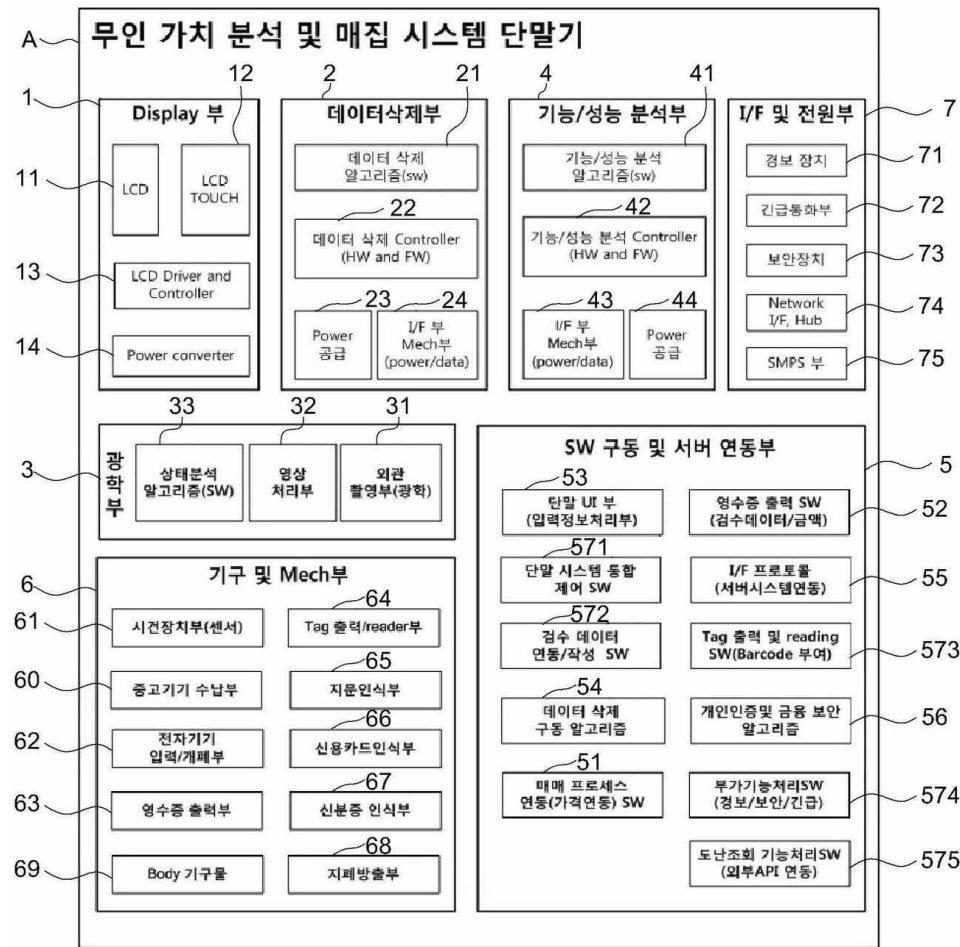 A
무인 가치 분석 및 매집 시스템 단말기
1
12
Display 부
11
LCD
LCD
TOUCH
13
LCD Driver and
Controller
14
Power converter
2
21
데이터삭제부
데이터 삭제
알고리즘(sw)
22
데이터 삭제 Controller
(HW and FW)
23
24
Power
공급
I/F 부
Mech부
(power/data)
4
41
기능/성능 분석부
기능/성능 분석
알고리즘(sw)
42
기능/성능 분석 Controller
(HW and FW)
43
44
I/F 부
Mech부
(power/data)
Power
공급
7
I/F 및 전원부
경보 장치
71
긴급통화부
72
보안장치
73
Network
I/F, Hub
74
SMPS 부
75
3
광학부
33
32
31
상태분석
알고리즘(SW)
영상
처리부
외관
촬영부(광학)
6
기구 및 Mech부
61
시건장치부(센서)
64
Tag 출력/reader부
60
중고기기 수납부
65
지문인식부
62
전자기기
입력/개폐부
66
신용카드인식부
63
영수증 출력부
67
신분증 인식부
69
Body 기구물
68
지폐방출부
SW 구동 및 서버 연동부
5
53
단말 UI 부
(입력정보처리부)
영수증 출력 SW
(검수데이터/금액)
52
571
단말 시스템 통합
제어 SW
I/F 프로토콜
(서버시스템연동)
55
572
검수 데이터
연동/작성 SW
Tag 출력 및 reading
SW(Barcode 부여)
573
54
데이터 삭제
구동 알고리즘
개인인증및 금융 보안
알고리즘
56
51
매매 프로세스
연동(가격연동) SW
부가기능처리SW
(경보/보안/긴급)
574
도난조회 기능처리SW
(외부API 연동)
575